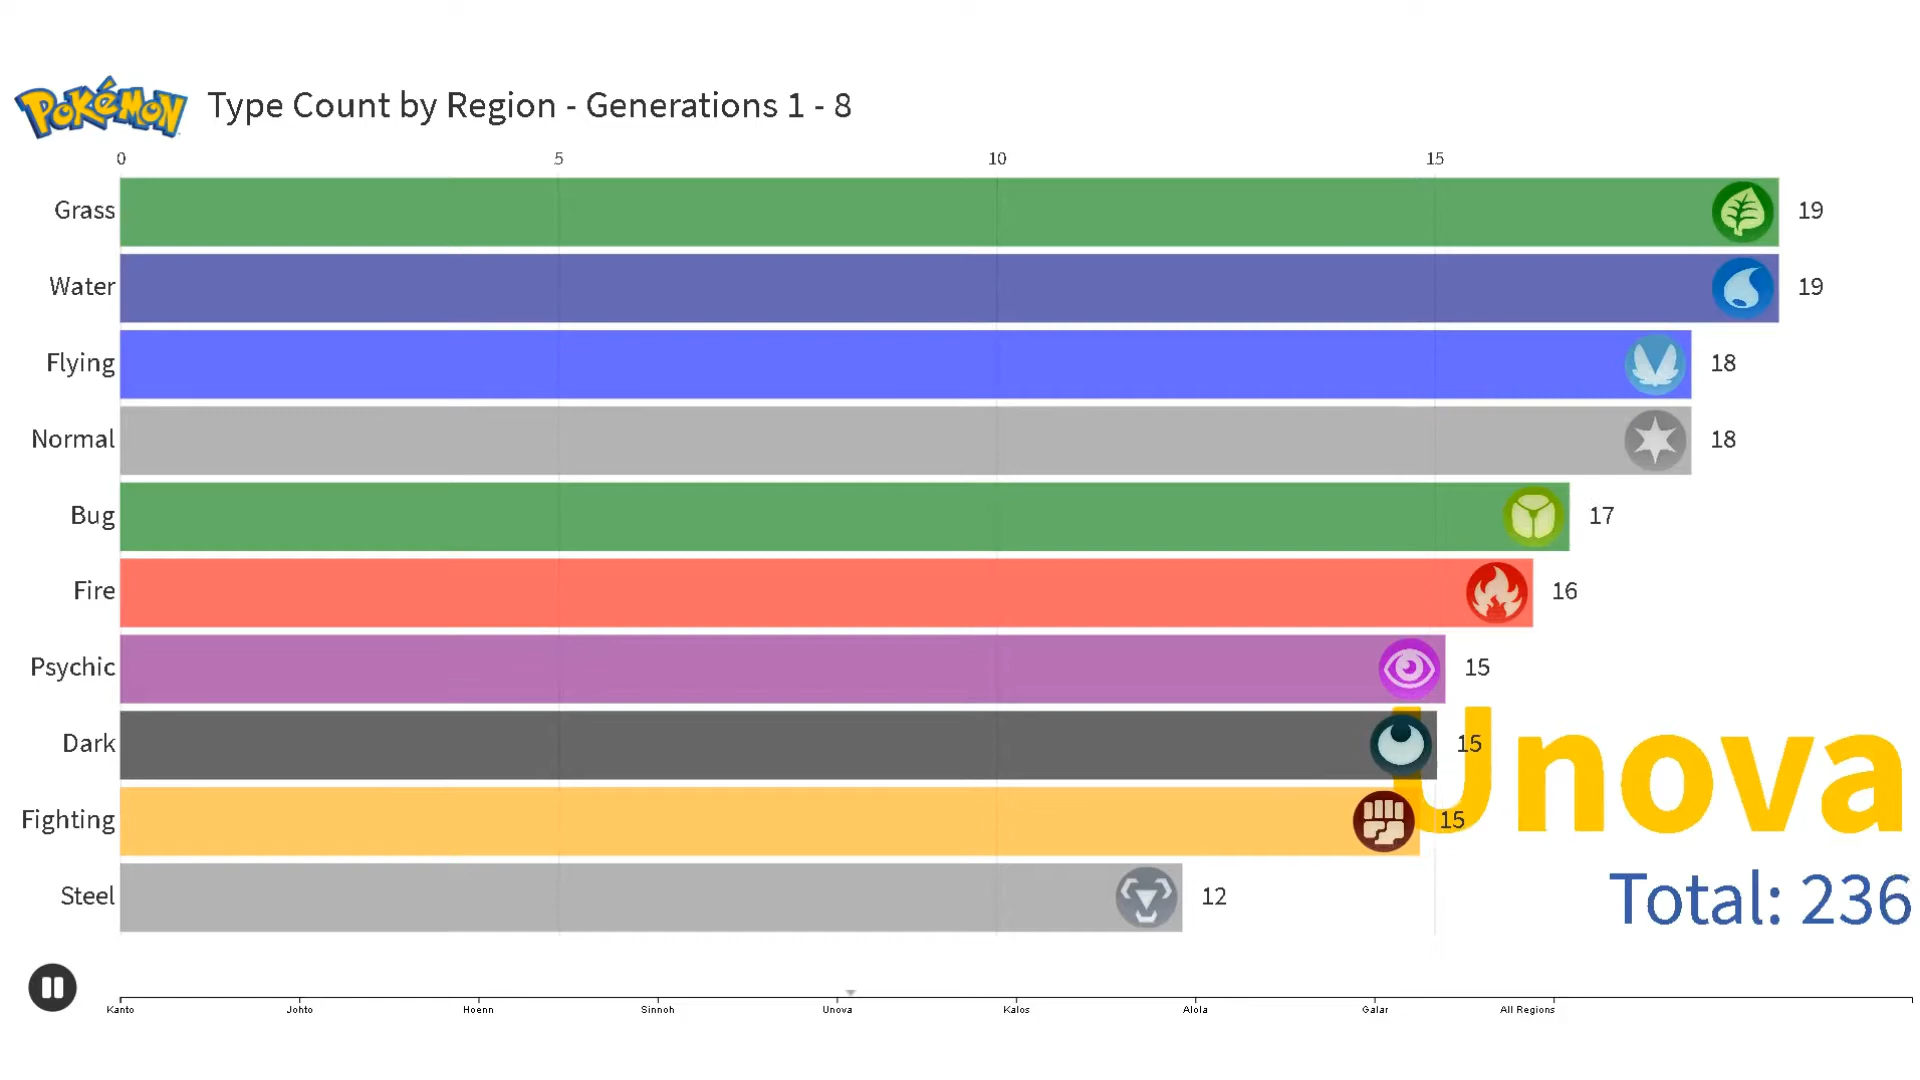 POKéMON Type Count by Region - Generations 1 - 8
0 5 10 15
Grass 19
Water 19
Flying 18
Normal 18
Bug 17
Fire 16
Psychic 15
Dark 15
Fighting 15
Steel 12
Unova
Total: 236
Kanto Johto Hoenn Sinnoh Unova Kalos Alola Galar All Regions